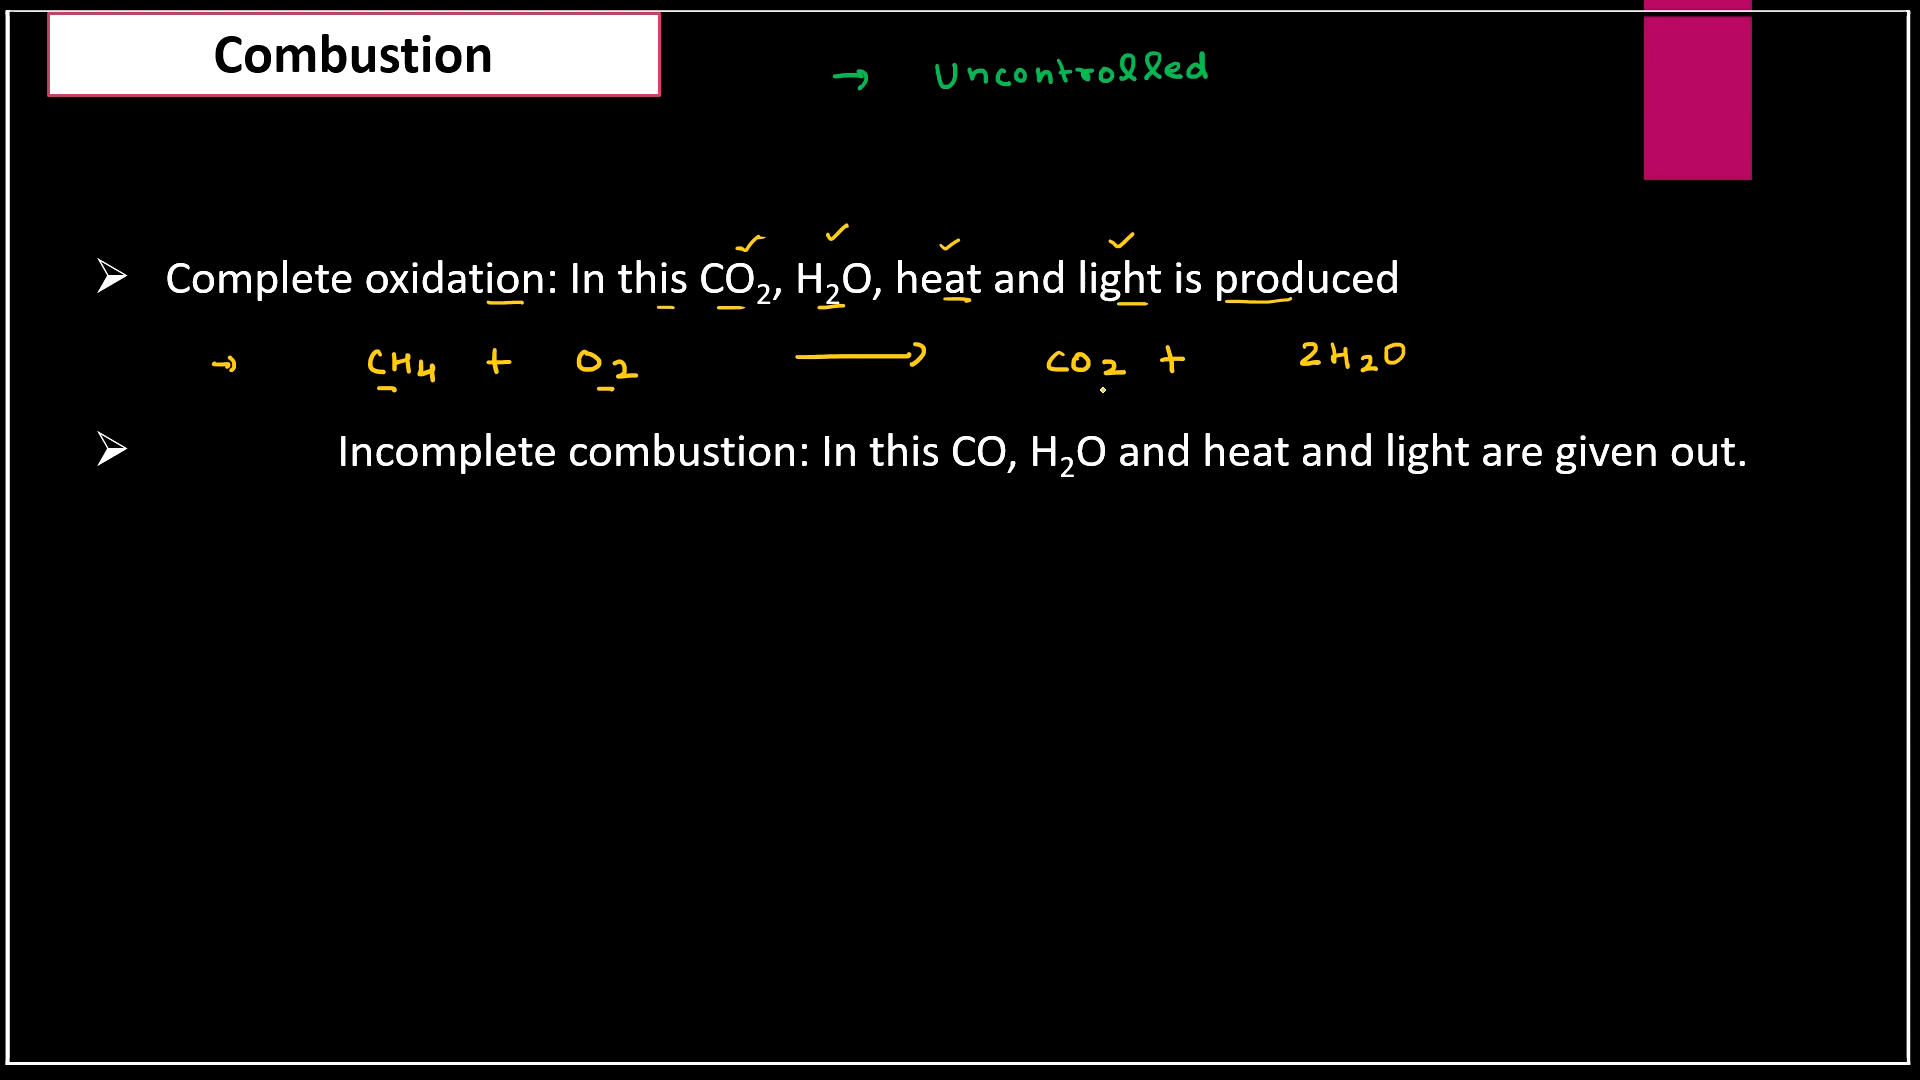 Combustion
→ Uncontrolled
➢ Complete oxidation: In this CO₂, H₂O, heat and light is produced
→ CH₄ + O₂ ⟶ CO₂ + 2H₂O
➢ Incomplete combustion: In this CO, H₂O and heat and light are given out.